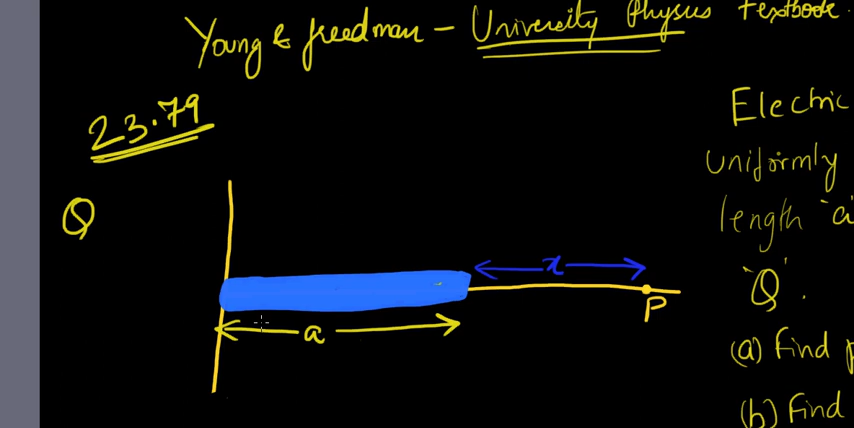 Young & freedman – University Physics Textbook.
23.79
Electric
Uniformly
Q
length 'a'
x
'Q'.
P
a
(a) Find
(b) Find